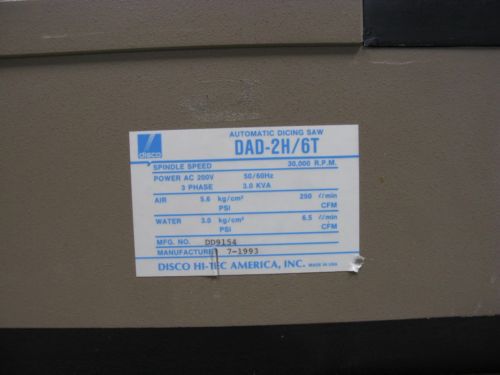 disco
AUTOMATIC DICING SAW
DAD-2H/6T
SPINDLE SPEED 30,000 R.P.M.
POWER AC 200V 50/60Hz
3 PHASE 3.0 KVA
AIR 5.6 kg/cm² 250 ℓ/min
PSI CFM
WATER 3.0 kg/cm² 6.5 ℓ/min
PSI CFM
MFG. NO. DD9154
MANUFACTURE 7-1993
DISCO HI-TEC AMERICA, INC. MADE IN USA